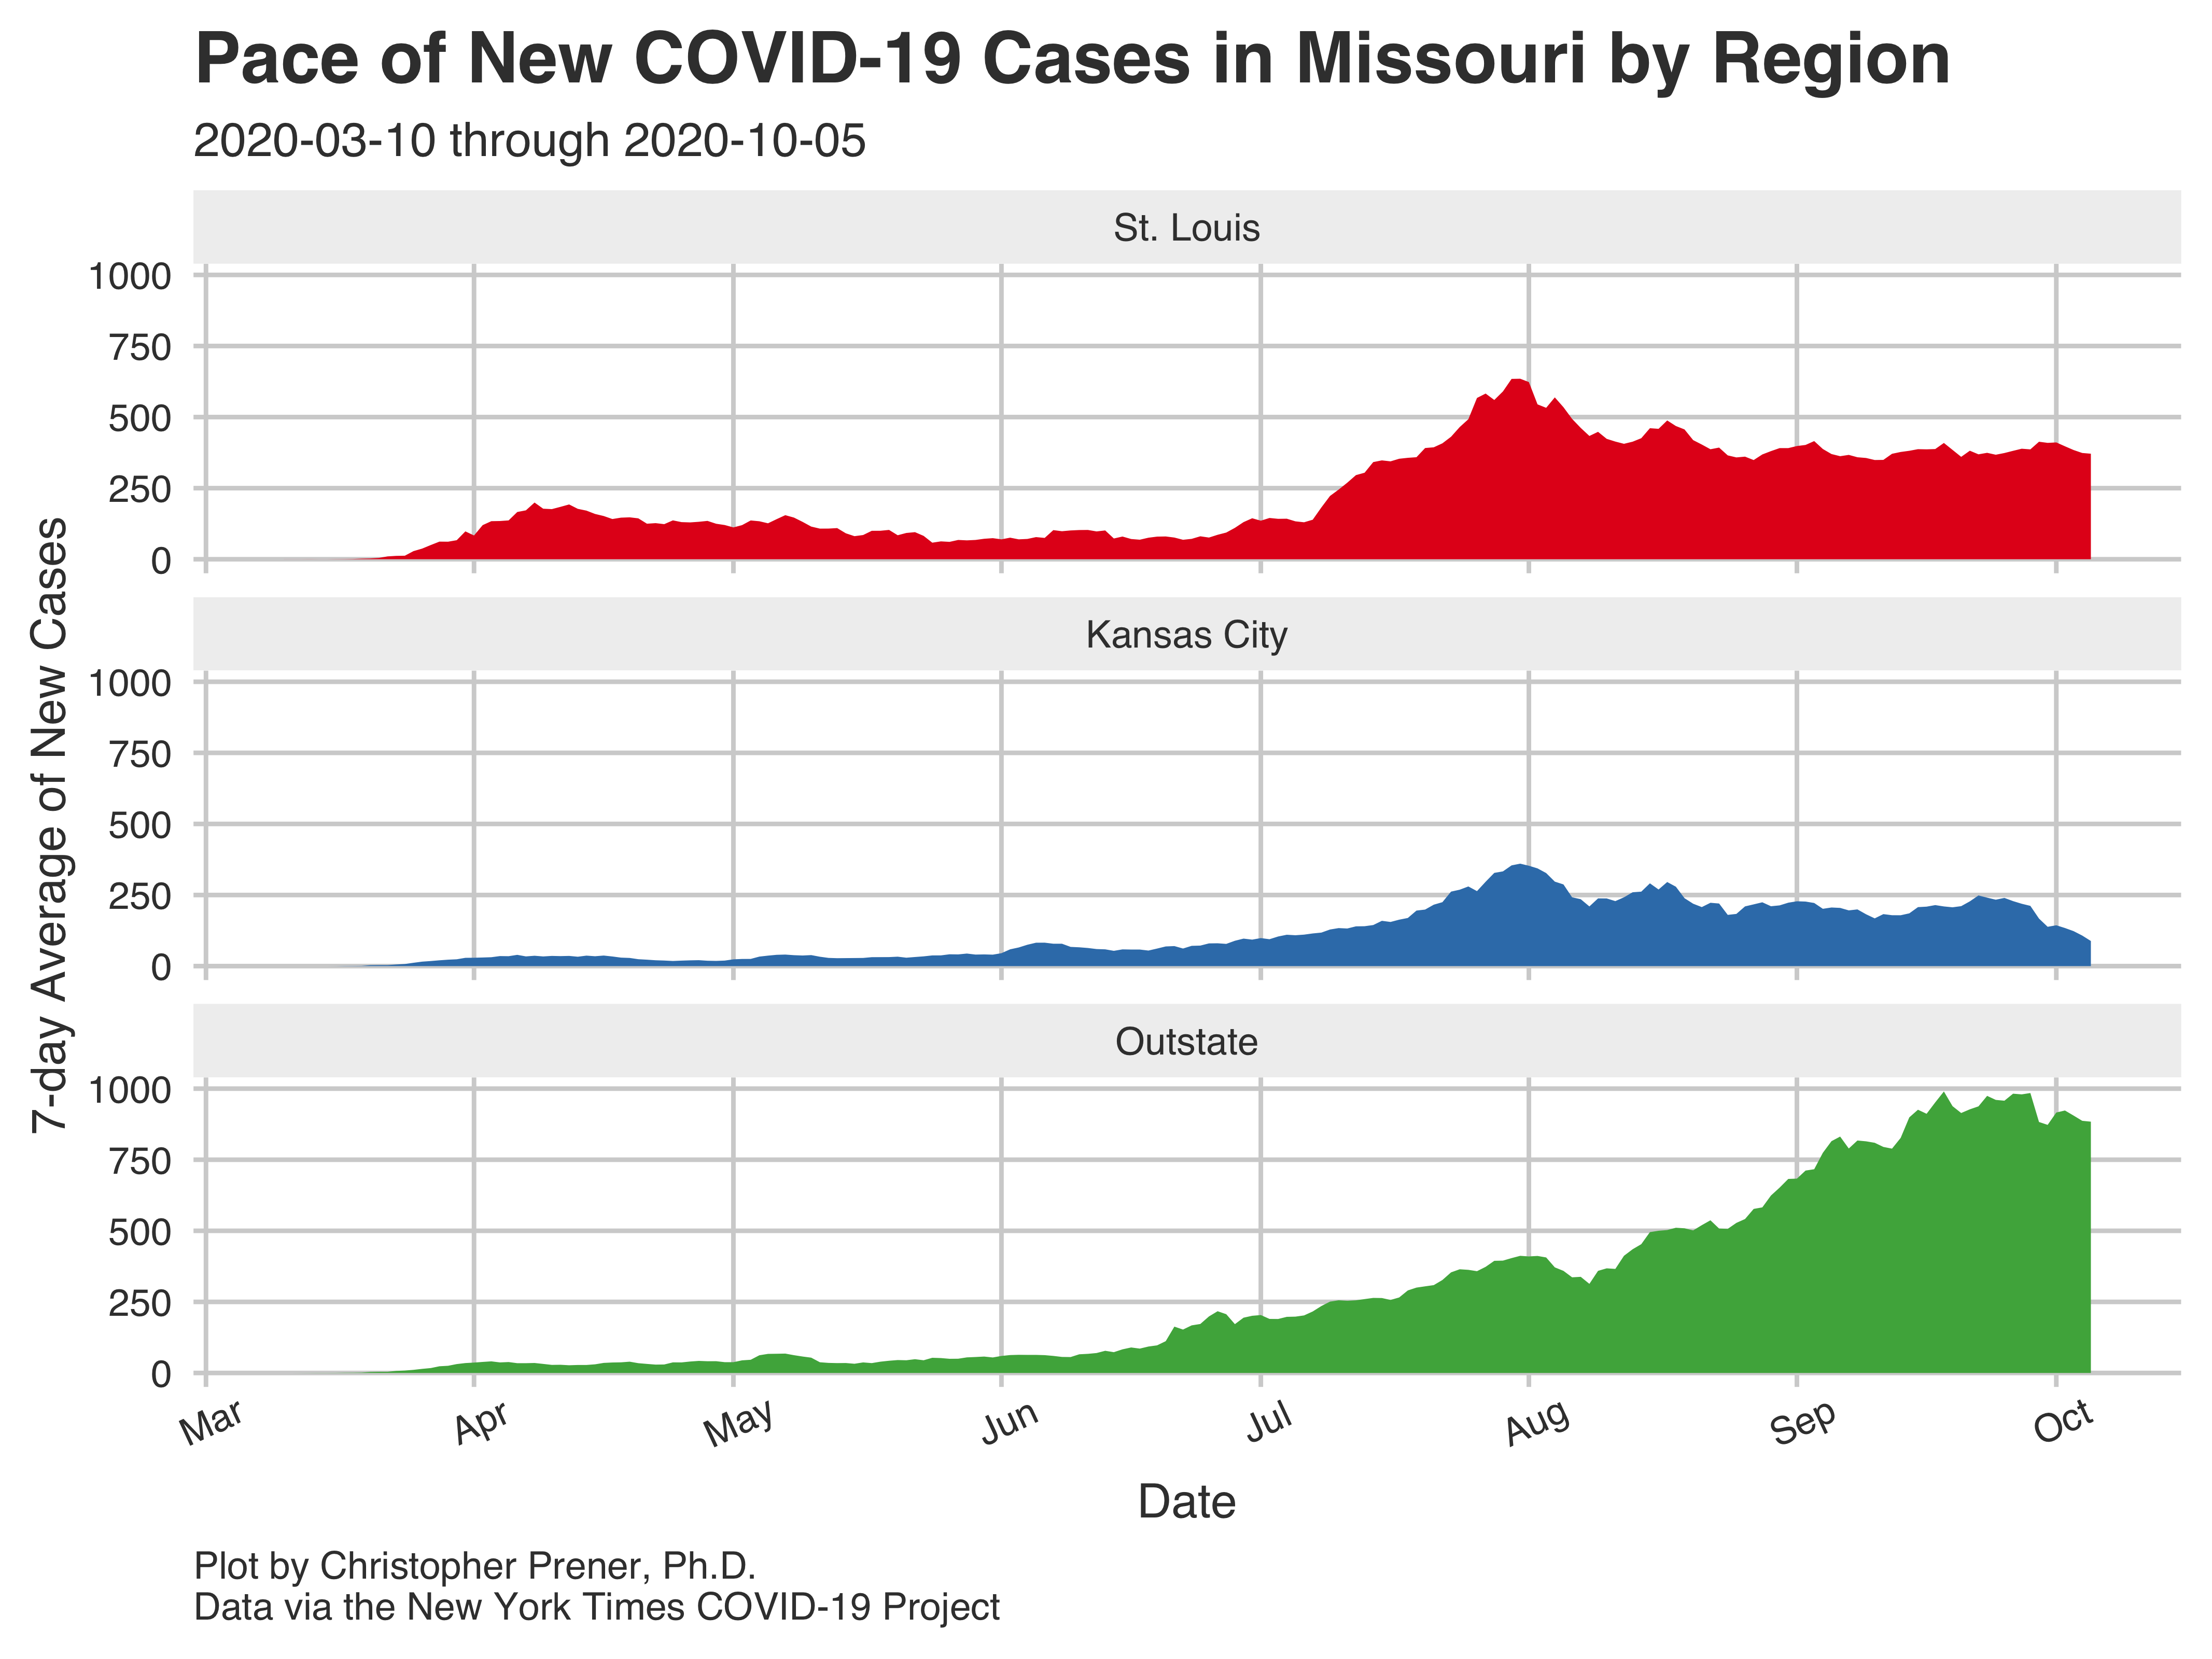 Pace of New COVID-19 Cases in Missouri by Region
2020-03-10 through 2020-10-05
7-day Average of New Cases
St. Louis
1000
750
500
250
0
Kansas City
1000
750
500
250
0
Outstate
1000
750
500
250
0
Mar Apr May Jun Jul Aug Sep Oct
Date
Plot by Christopher Prener, Ph.D.
Data via the New York Times COVID-19 Project